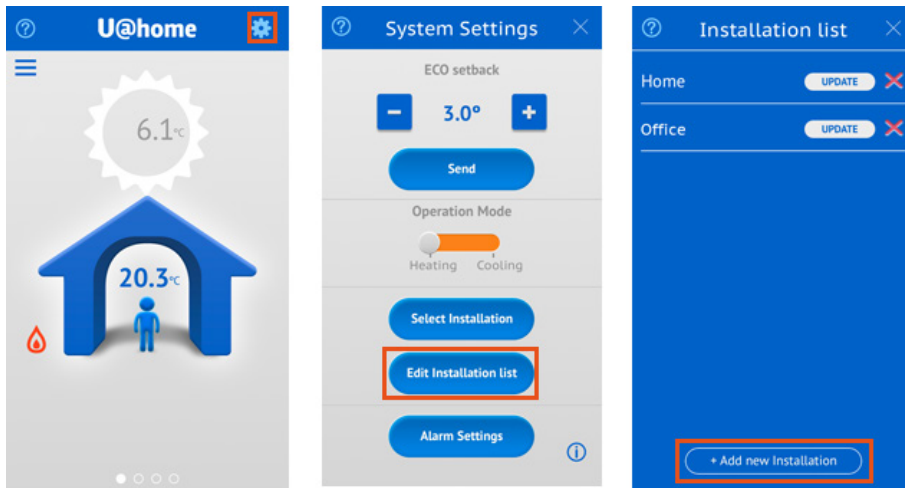 U@home
6.1°C
20.3°C
System Settings
ECO setback
- 3.0° +
Send
Operation Mode
Heating Cooling
Select Installation
Edit Installation list
Alarm Settings
Installation list
Home UPDATE
Office UPDATE
+ Add new Installation